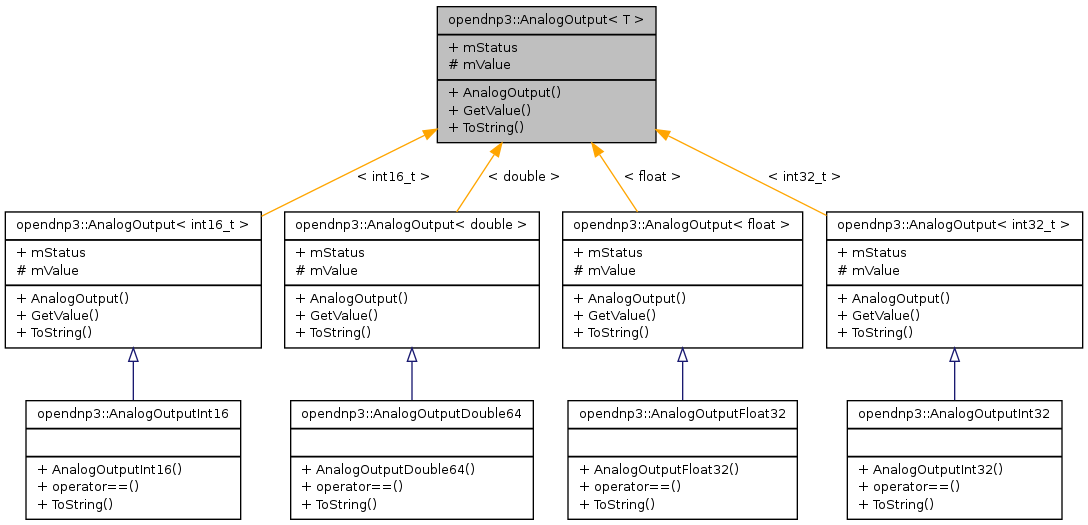 opendnp3::AnalogOutput< T >
+ mStatus
# mValue
+ AnalogOutput()
+ GetValue()
+ ToString()
< int16_t >
< double >
< float >
< int32_t >
opendnp3::AnalogOutput< int16_t >
+ mStatus
# mValue
+ AnalogOutput()
+ GetValue()
+ ToString()
opendnp3::AnalogOutput< double >
+ mStatus
# mValue
+ AnalogOutput()
+ GetValue()
+ ToString()
opendnp3::AnalogOutput< float >
+ mStatus
# mValue
+ AnalogOutput()
+ GetValue()
+ ToString()
opendnp3::AnalogOutput< int32_t >
+ mStatus
# mValue
+ AnalogOutput()
+ GetValue()
+ ToString()
opendnp3::AnalogOutputInt16
+ AnalogOutputInt16()
+ operator==()
+ ToString()
opendnp3::AnalogOutputDouble64
+ AnalogOutputDouble64()
+ operator==()
+ ToString()
opendnp3::AnalogOutputFloat32
+ AnalogOutputFloat32()
+ operator==()
+ ToString()
opendnp3::AnalogOutputInt32
+ AnalogOutputInt32()
+ operator==()
+ ToString()